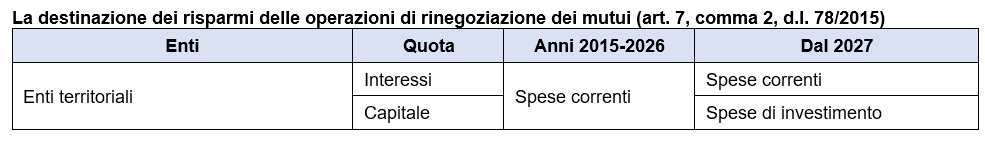 La destinazione dei risparmi delle operazioni di rinegoziazione dei mutui (art. 7, comma 2, d.l. 78/2015)
Enti Quota Anni 2015-2026 Dal 2027
Enti territoriali Interessi Spese correnti Spese correnti
Capitale Spese di investimento